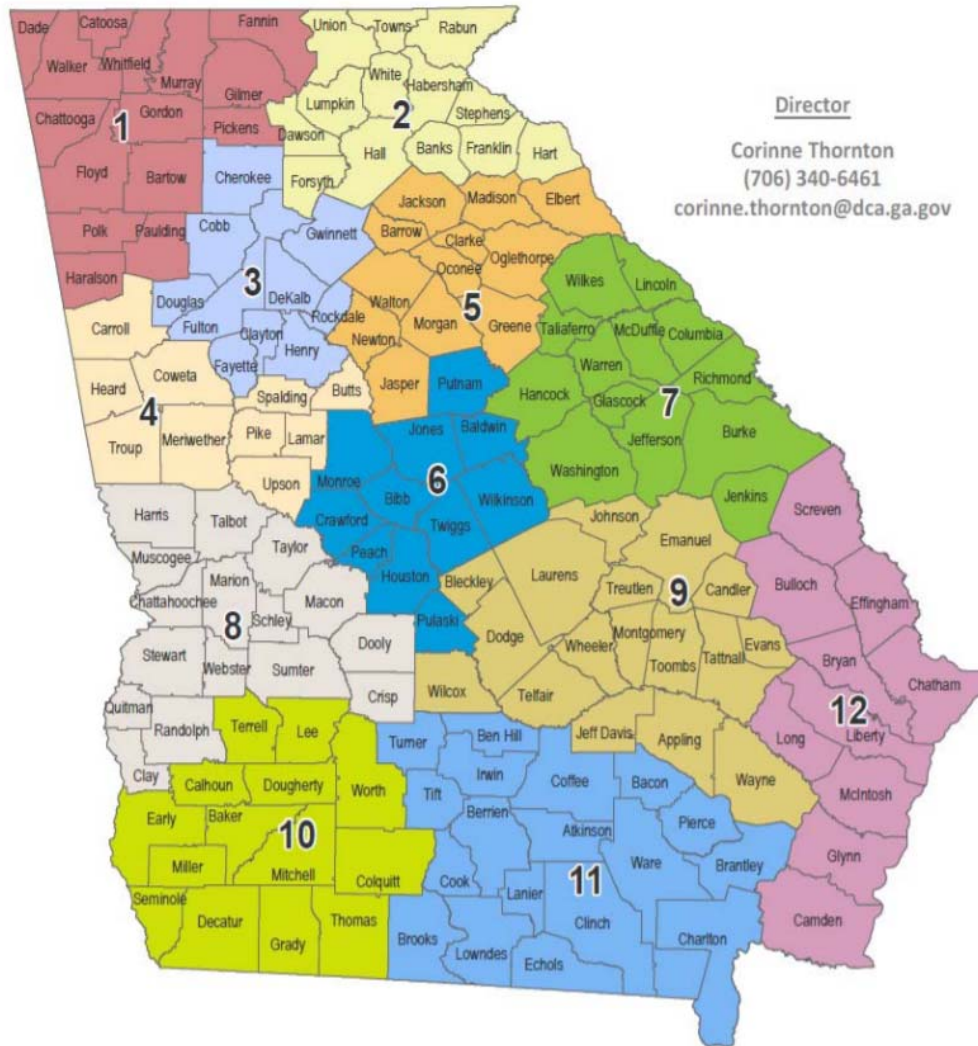 Dade
Catoosa
Fannin
Walker
Whitfield
Murray
Gilmer
Chattooga
1
Gordon
Pickens
Floyd
Bartow
Polk
Paulding
Haralson
Union
Towns
Rabun
White
Habersham
Lumpkin
Stephens
2
Dawson
Hall
Banks
Franklin
Hart
Forsyth
Director
Corinne Thornton
(706) 340-6461
corinne.thornton@dca.ga.gov
Cherokee
Cobb
Gwinnett
3
DeKalb
Douglas
Rockdale
Fulton
Clayton
Henry
Fayette
Jackson
Madison
Elbert
Barrow
Clarke
Oconee
Oglethorpe
Walton
5
Morgan
Greene
Newton
Jasper
Carroll
Coweta
Heard
Spalding
Butts
4
Troup
Meriwether
Pike
Lamar
Upson
Putnam
Jones
Baldwin
6
Monroe
Bibb
Wilkinson
Crawford
Twiggs
Peach
Houston
Pulaski
Wilkes
Lincoln
Taliaferro
McDuffie
Columbia
Warren
Richmond
Hancock
Glascock
7
Jefferson
Burke
Washington
Jenkins
Harris
Talbot
Taylor
Muscogee
Marion
Chattahoochee
Macon
8
Schley
Dooly
Stewart
Webster
Sumter
Crisp
Quitman
Randolph
Clay
Johnson
Emanuel
Bleckley
Laurens
Treutlen
9
Candler
Dodge
Wheeler
Montgomery
Evans
Toombs
Tattnall
Wilcox
Telfair
Jeff Davis
Appling
Wayne
Screven
Bulloch
Effingham
Bryan
Chatham
12
Long
Liberty
McIntosh
Glynn
Camden
Terrell
Lee
Calhoun
Dougherty
Worth
Early
Baker
10
Miller
Mitchell
Colquitt
Seminole
Decatur
Grady
Thomas
Turner
Ben Hill
Irwin
Coffee
Bacon
Tift
Berrien
Pierce
Atkinson
Ware
Brantley
Cook
Lanier
11
Clinch
Brooks
Lowndes
Echols
Charlton